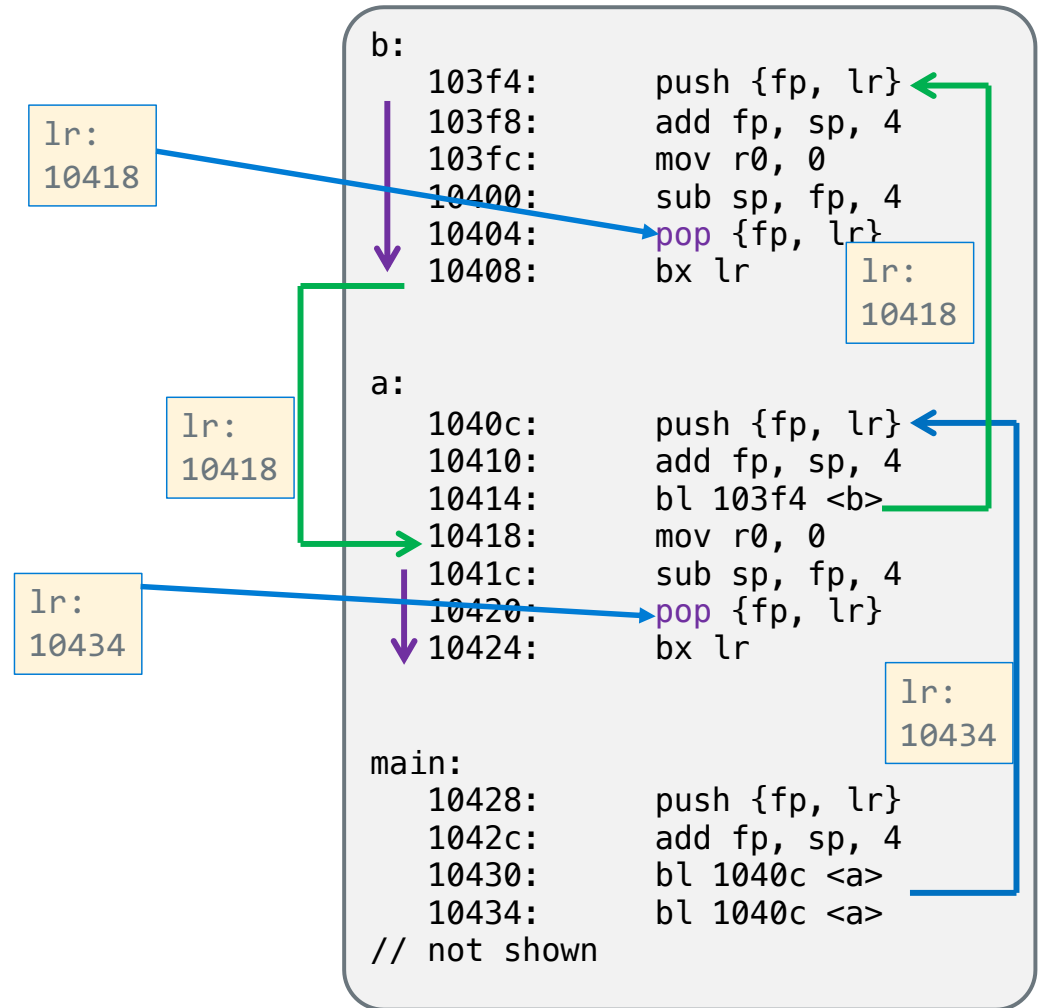 b:
103f4: push {fp, lr}
103f8: add fp, sp, 4
103fc: mov r0, 0
10400: sub sp, fp, 4
10404: pop {fp, lr}
10408: bx lr
lr:
10418
lr:
10418
a:
1040c: push {fp, lr}
10410: add fp, sp, 4
10414: bl 103f4 <b>
10418: mov r0, 0
1041c: sub sp, fp, 4
10420: pop {fp, lr}
10424: bx lr
lr:
10418
lr:
10434
lr:
10434
main:
10428: push {fp, lr}
1042c: add fp, sp, 4
10430: bl 1040c <a>
10434: bl 1040c <a>
// not shown